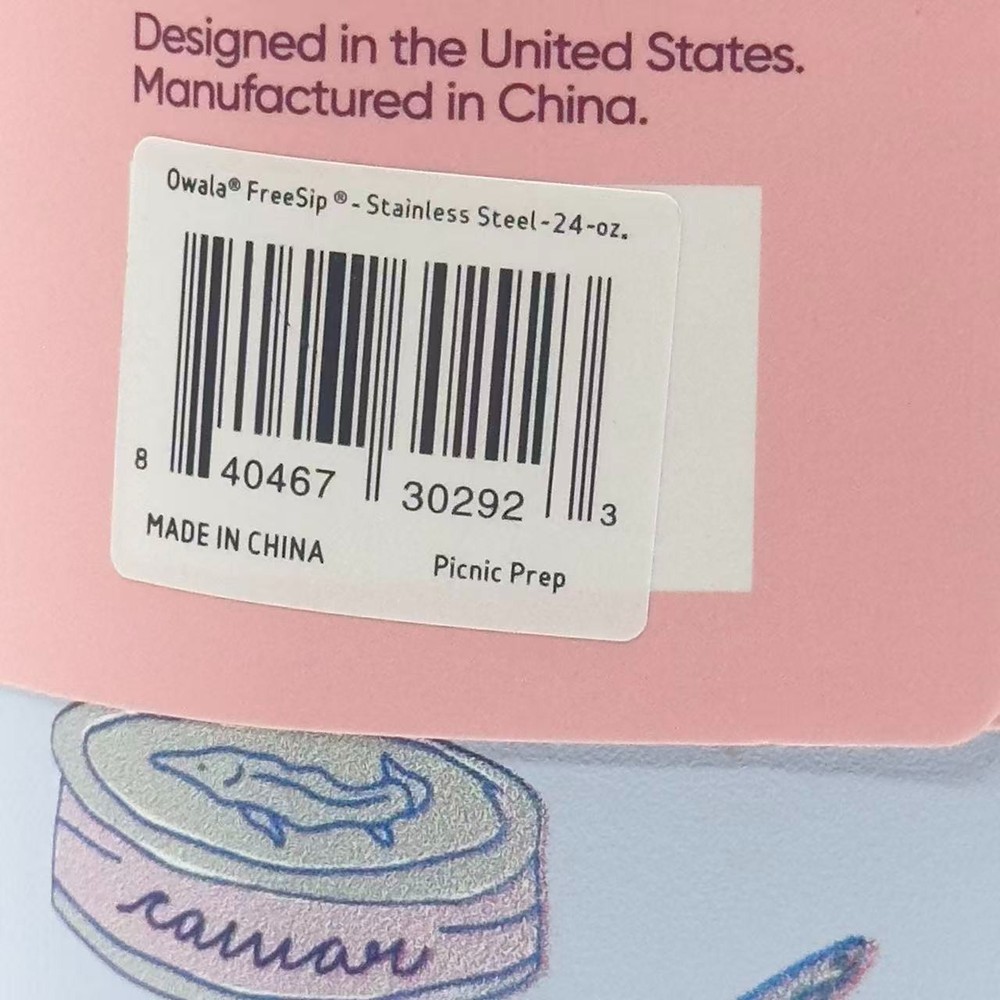 Designed in the United States.
Manufactured in China.
Owala® FreeSip ® - Stainless Steel-24-oz.
8 40467 30292 3
MADE IN CHINA Picnic Prep
caviar